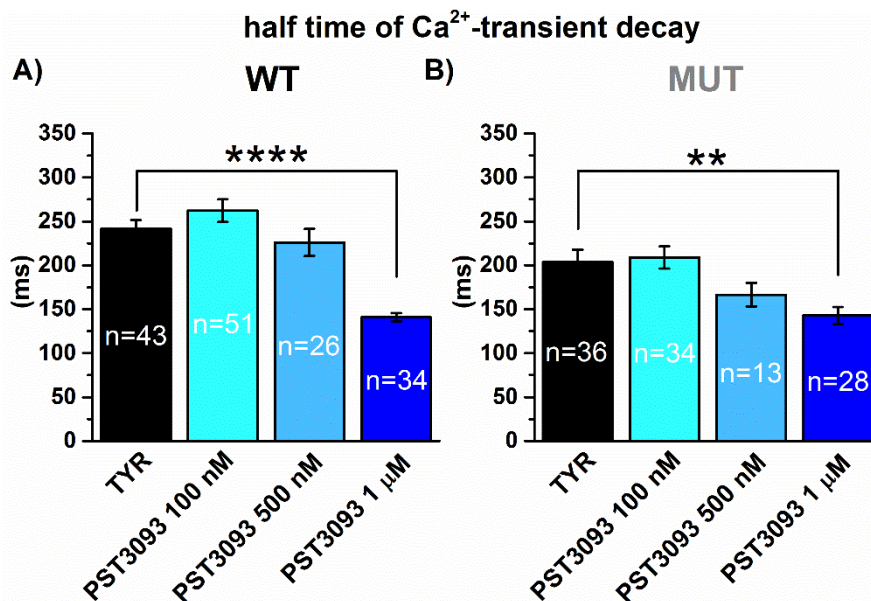 half time of Ca²⁺-transient decay
A)
WT
350
300
250
200
150
100
50
0
(ms)
****
n=43
n=51
n=26
n=34
TYR
PST3093 100 nM
PST3093 500 nM
PST3093 1 μM
B)
MUT
350
300
250
200
150
100
50
0
(ms)
**
n=36
n=34
n=13
n=28
TYR
PST3093 100 nM
PST3093 500 nM
PST3093 1 μM